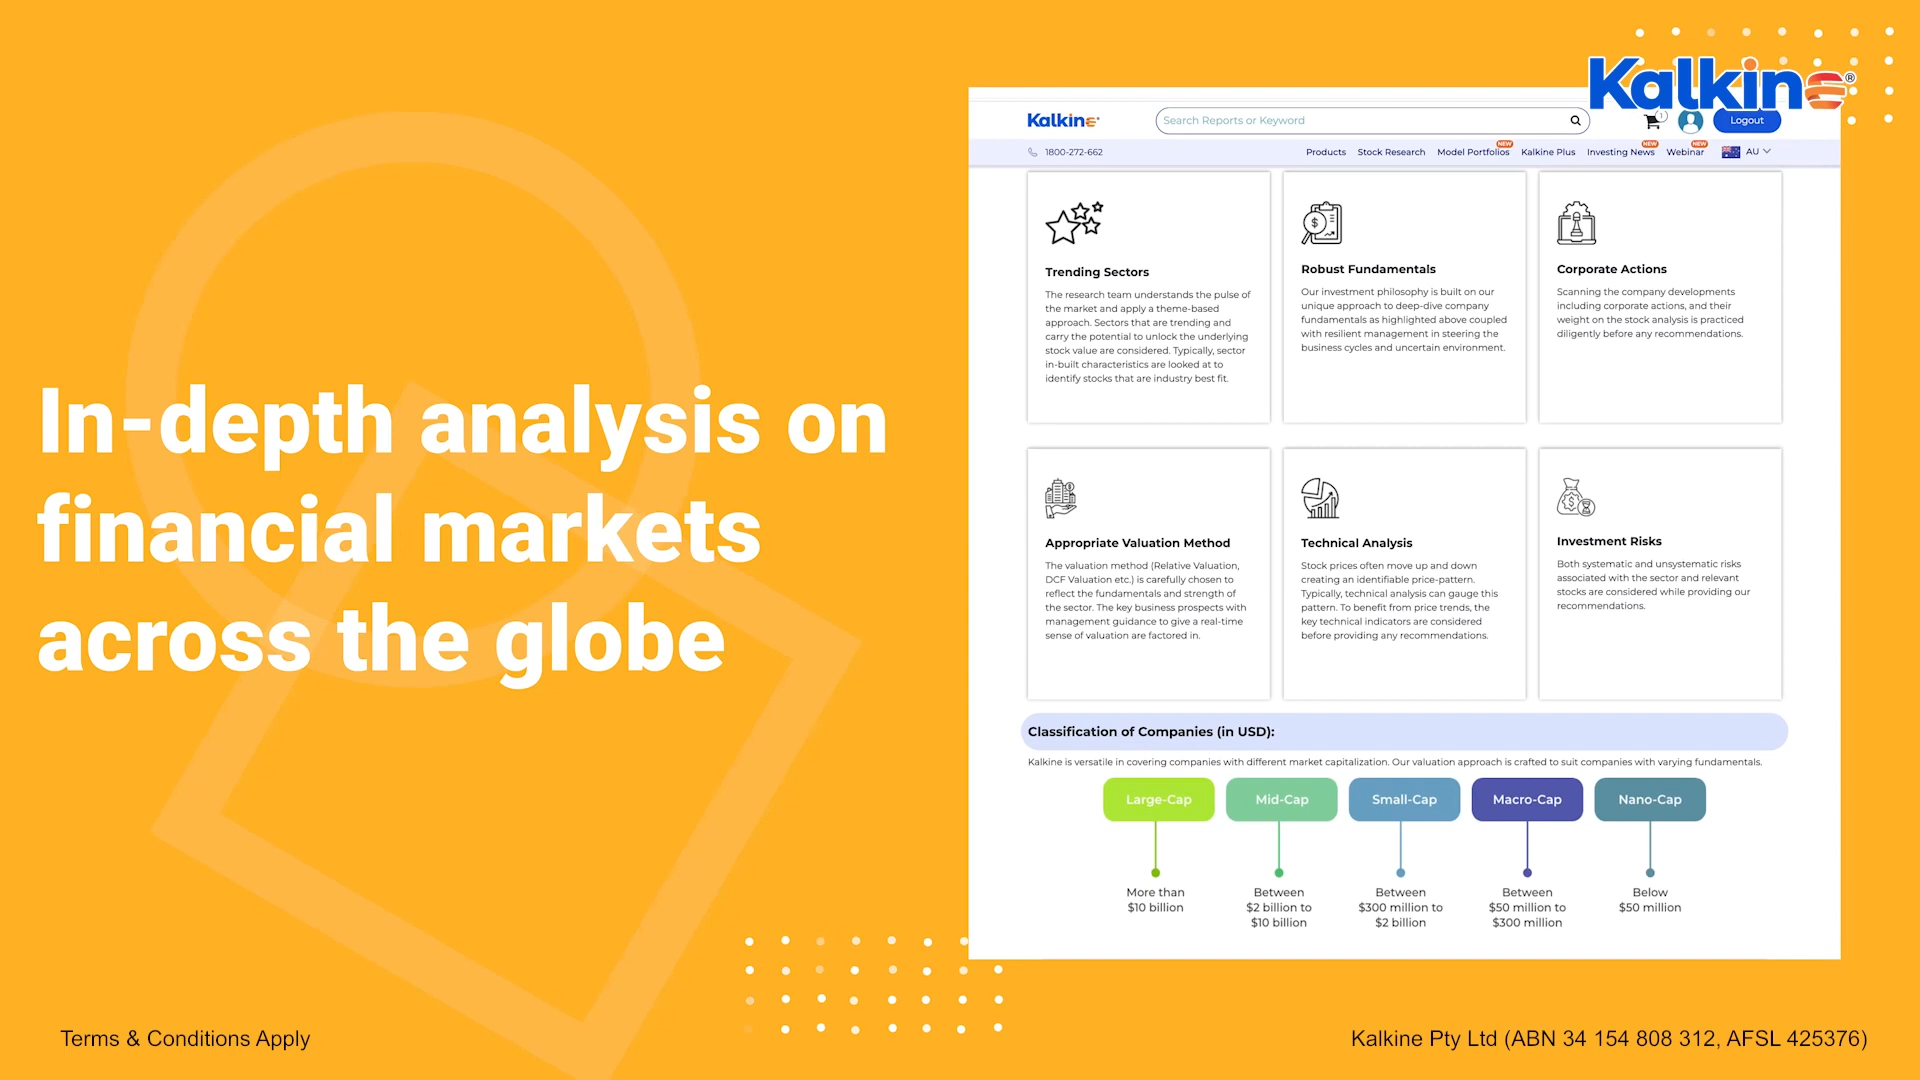 In-depth analysis on
financial markets
across the globe
Kalkine®
Kalkine
Search Reports or Keyword
1
Logout
1800-272-662
Products
Stock Research
Model Portfolios
NEW
Kalkine Plus
Investing News
NEW
Webinar
NEW
AU
Trending Sectors
The research team understands the pulse of
the market and apply a theme-based
approach. Sectors that are trending and
carry the potential to unlock the underlying
stock value are considered. Typically, sector
in-built characteristics are looked at to
identify stocks that are industry best fit.
Robust Fundamentals
Our investment philosophy is built on our
unique approach to deep-dive company
fundamentals as highlighted above coupled
with resilient management in steering the
business cycles and uncertain environment.
Corporate Actions
Scanning the company developments
including corporate actions, and their
weight on the stock analysis is practiced
diligently before any recommendations.
Appropriate Valuation Method
The valuation method (Relative Valuation,
DCF Valuation etc.) is carefully chosen to
reflect the fundamentals and strength of
the sector. The key business prospects with
management guidance to give a real-time
sense of valuation are factored in.
Technical Analysis
Stock prices often move up and down
creating an identifiable price-pattern.
Typically, technical analysis can gauge this
pattern. To benefit from price trends, the
key technical indicators are considered
before providing any recommendations.
Investment Risks
Both systematic and unsystematic risks
associated with the sector and relevant
stocks are considered while providing our
recommendations.
Classification of Companies (in USD):
Kalkine is versatile in covering companies with different market capitalization. Our valuation approach is crafted to suit companies with varying fundamentals.
Large-Cap
Mid-Cap
Small-Cap
Macro-Cap
Nano-Cap
More than
$10 billion
Between
$2 billion to
$10 billion
Between
$300 million to
$2 billion
Between
$50 million to
$300 million
Below
$50 million
Terms & Conditions Apply
Kalkine Pty Ltd (ABN 34 154 808 312, AFSL 425376)